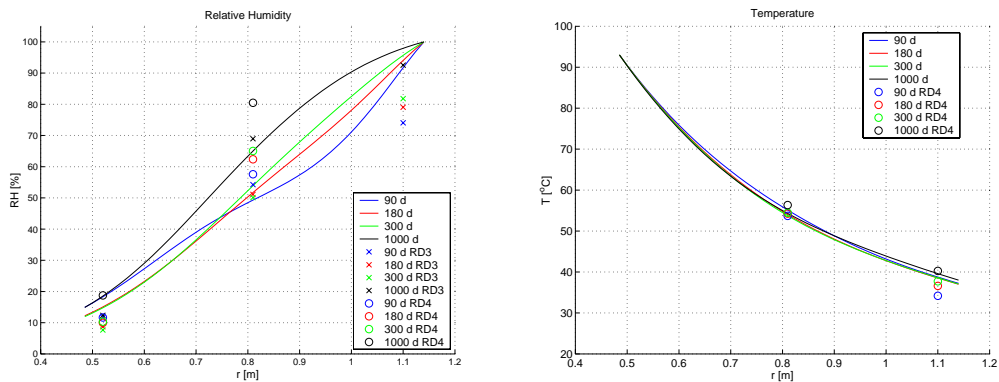 Relative Humidity
100
90
80
70
60
50
40
30
20
10
0
RH [%]
0.4
0.5
0.6
0.7
0.8
0.9
1
1.1
1.2
r [m]
90 d
180 d
300 d
1000 d
90 d RD3
180 d RD3
300 d RD3
1000 d RD3
90 d RD4
180 d RD4
300 d RD4
1000 d RD4
Temperature
100
90
80
70
60
50
40
30
20
T [°C]
0.4
0.5
0.6
0.7
0.8
0.9
1
1.1
1.2
r [m]
90 d
180 d
300 d
1000 d
90 d RD4
180 d RD4
300 d RD4
1000 d RD4